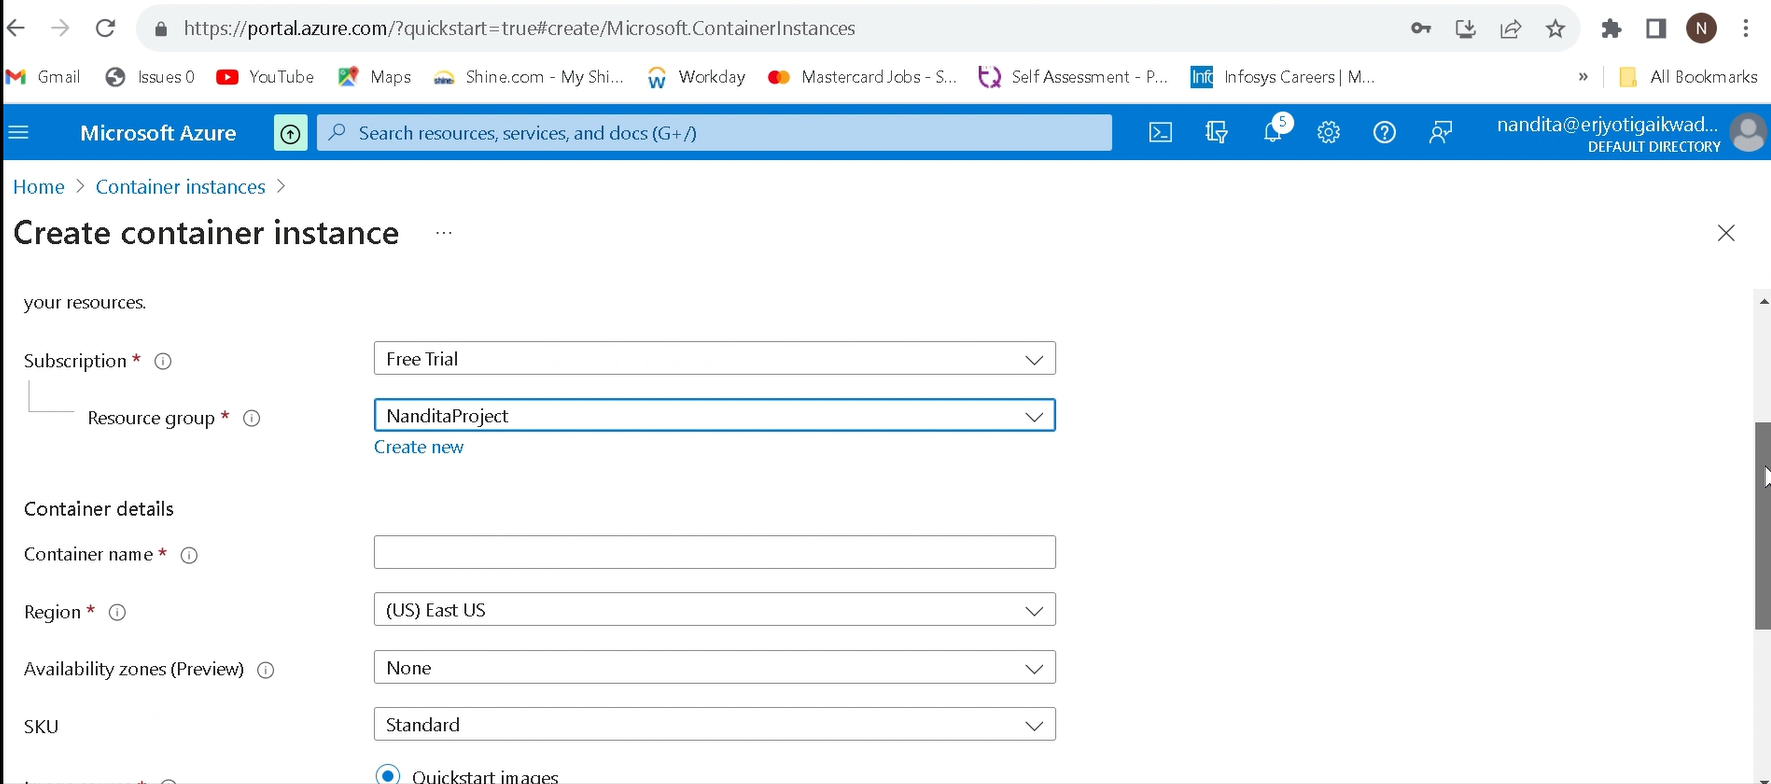 https://portal.azure.com/?quickstart=true#create/Microsoft.ContainerInstances
N
Gmail Issues 0 YouTube Maps shine Shine.com - My Shi... W Workday Mastercard Jobs - S... Self Assessment - P... Info Infosys Careers | M... » All Bookmarks
Microsoft Azure Search resources, services, and docs (G+/) 5 nandita@erjyotigaikwad...
DEFAULT DIRECTORY
Home > Container instances >
Create container instance ...
your resources.
Subscription * Free Trial
Resource group * NanditaProject
Create new
Container details
Container name *
Region * (US) East US
Availability zones (Preview) None
SKU Standard
Quickstart images